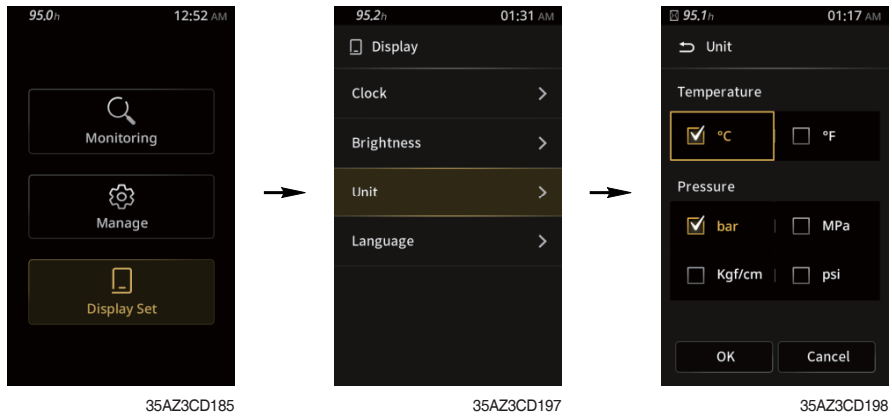 95.0h 12:52 AM
Monitoring
Manage
Display Set
35AZ3CD185
95.2h 01:31 AM
Display
Clock
Brightness
Unit
Language
35AZ3CD197
95.1h 01:17 AM
Unit
Temperature
°C °F
Pressure
bar MPa
Kgf/cm psi
OK Cancel
35AZ3CD198